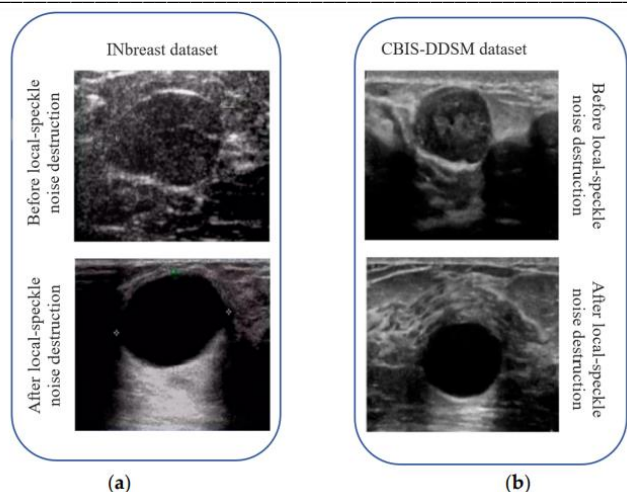 INbreast dataset
Before local-speckle
noise destruction
After local-speckle
noise destruction
(a)
CBIS-DDSM dataset
Before local-speckle
noise destruction
After local-speckle
noise destruction
(b)